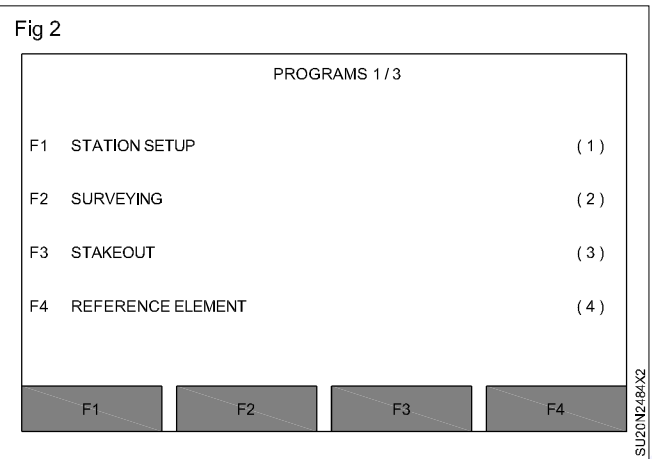 Fig 2
PROGRAMS 1 / 3
F1 STATION SETUP ( 1 )
F2 SURVEYING ( 2 )
F3 STAKEOUT ( 3 )
F4 REFERENCE ELEMENT ( 4 )
F1 F2 F3 F4
SU20N2484X2